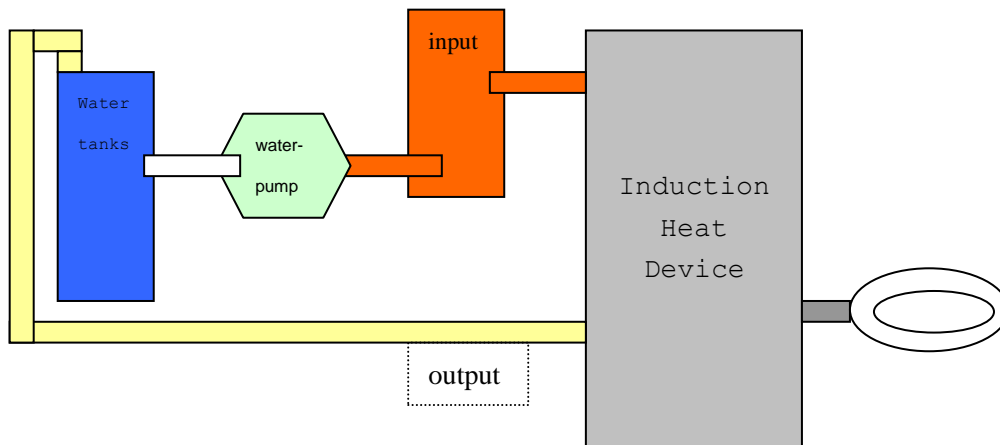 Water
tanks
water-
pump
input
Induction
Heat
Device
output